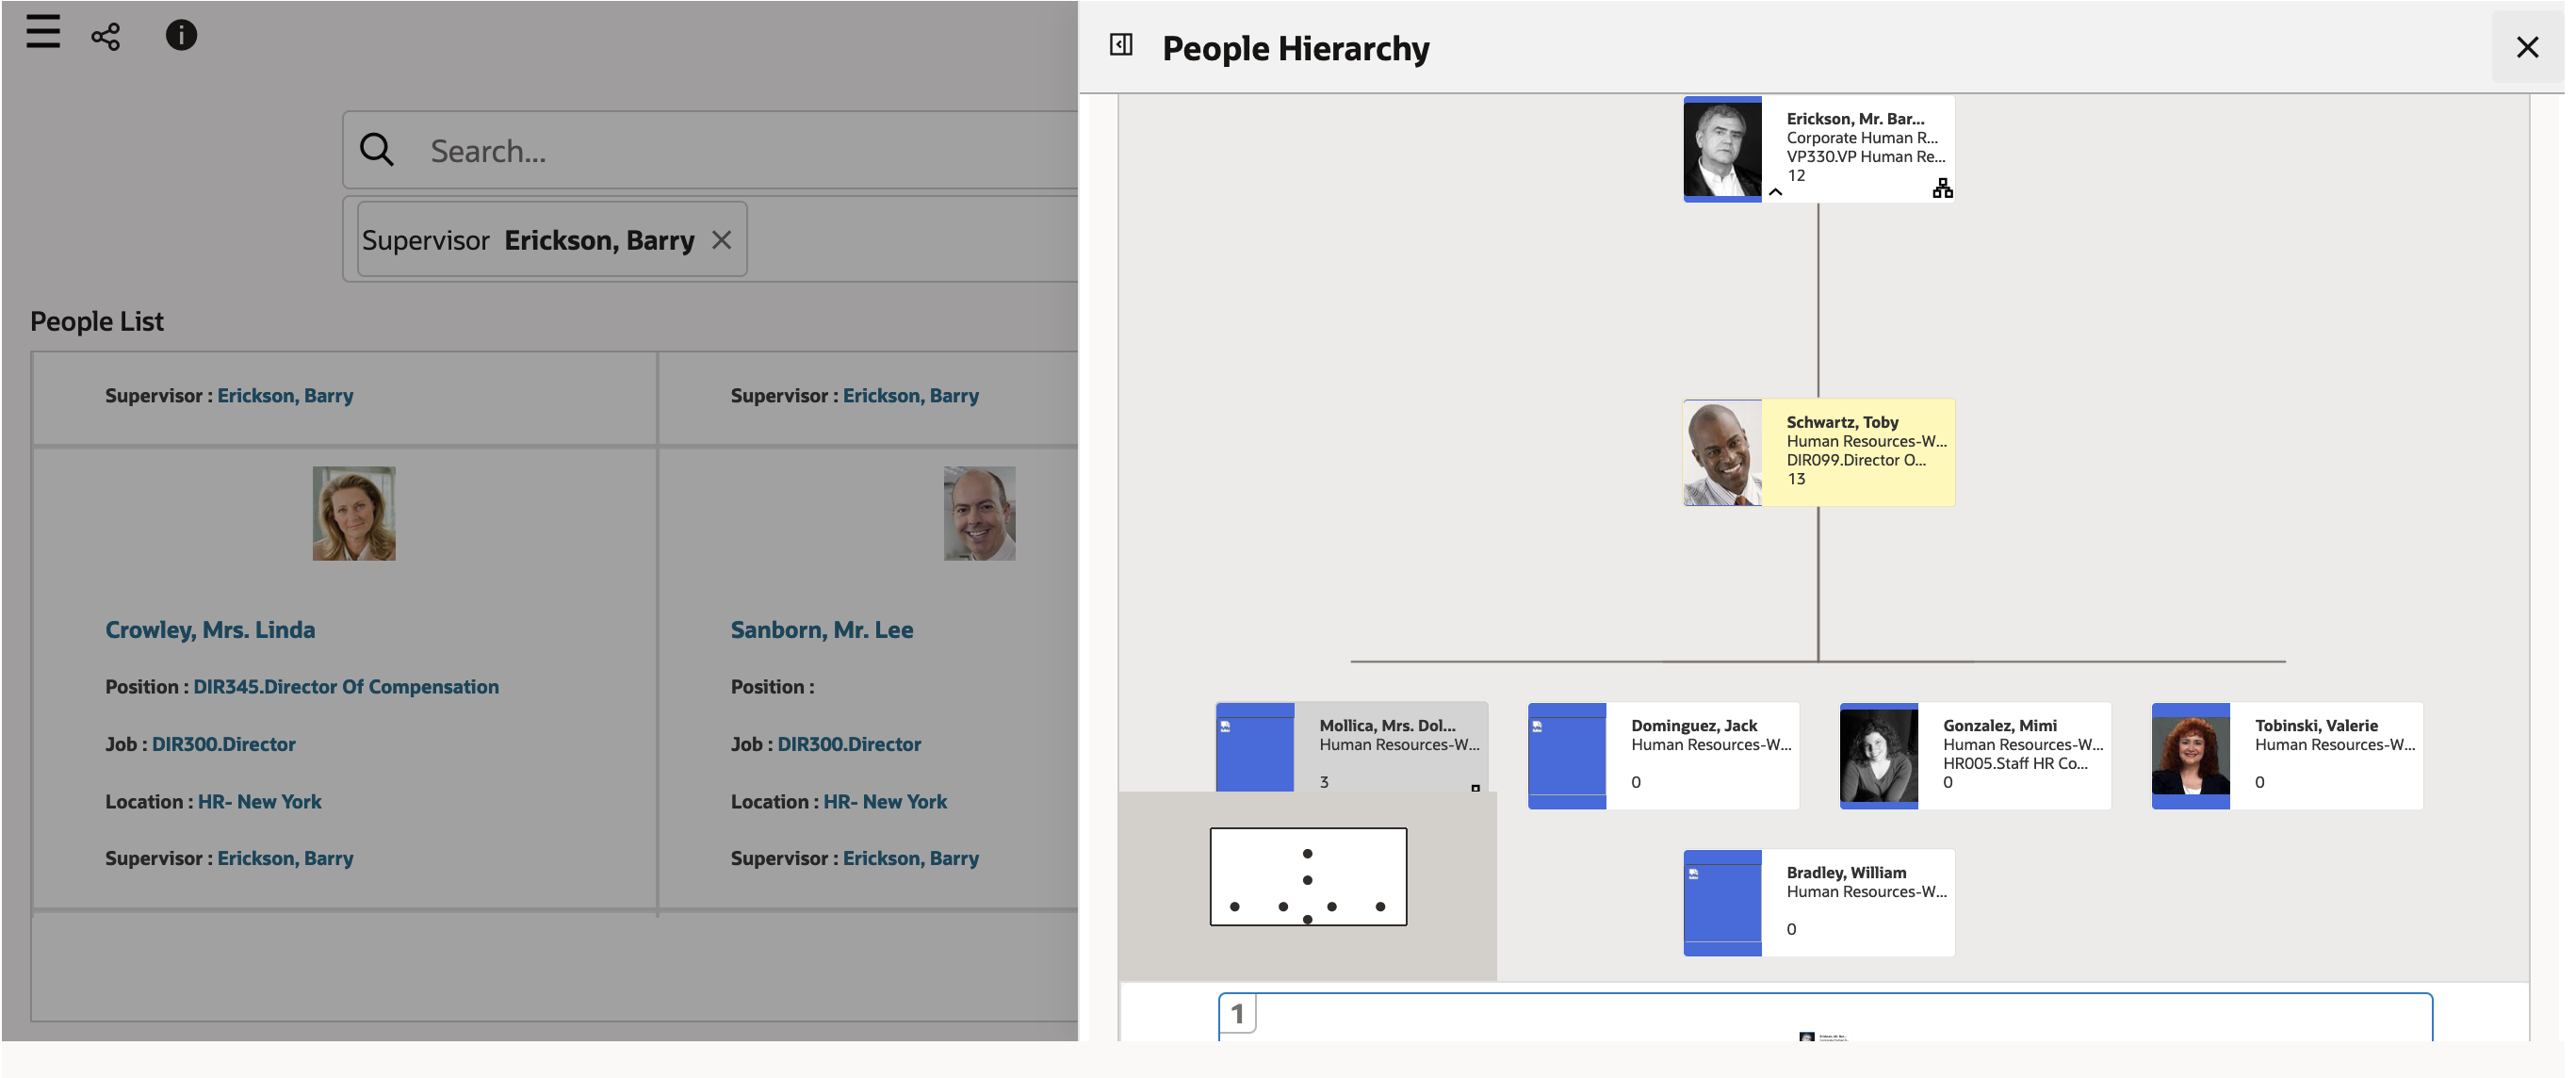 People Hierarchy
Search...
Supervisor Erickson, Barry
People List
Supervisor : Erickson, Barry
Supervisor : Erickson, Barry
Crowley, Mrs. Linda
Position : DIR345.Director Of Compensation
Job : DIR300.Director
Location : HR- New York
Supervisor : Erickson, Barry
Sanborn, Mr. Lee
Position :
Job : DIR300.Director
Location : HR- New York
Supervisor : Erickson, Barry
Erickson, Mr. Bar...
Corporate Human R...
VP330.VP Human Re...
12
Schwartz, Toby
Human Resources-W...
DIR099.Director O...
13
Mollica, Mrs. Dol...
Human Resources-W...
3
Dominguez, Jack
Human Resources-W...
0
Gonzalez, Mimi
Human Resources-W...
HR005.Staff HR Co...
0
Tobinski, Valerie
Human Resources-W...
0
Bradley, William
Human Resources-W...
0
1